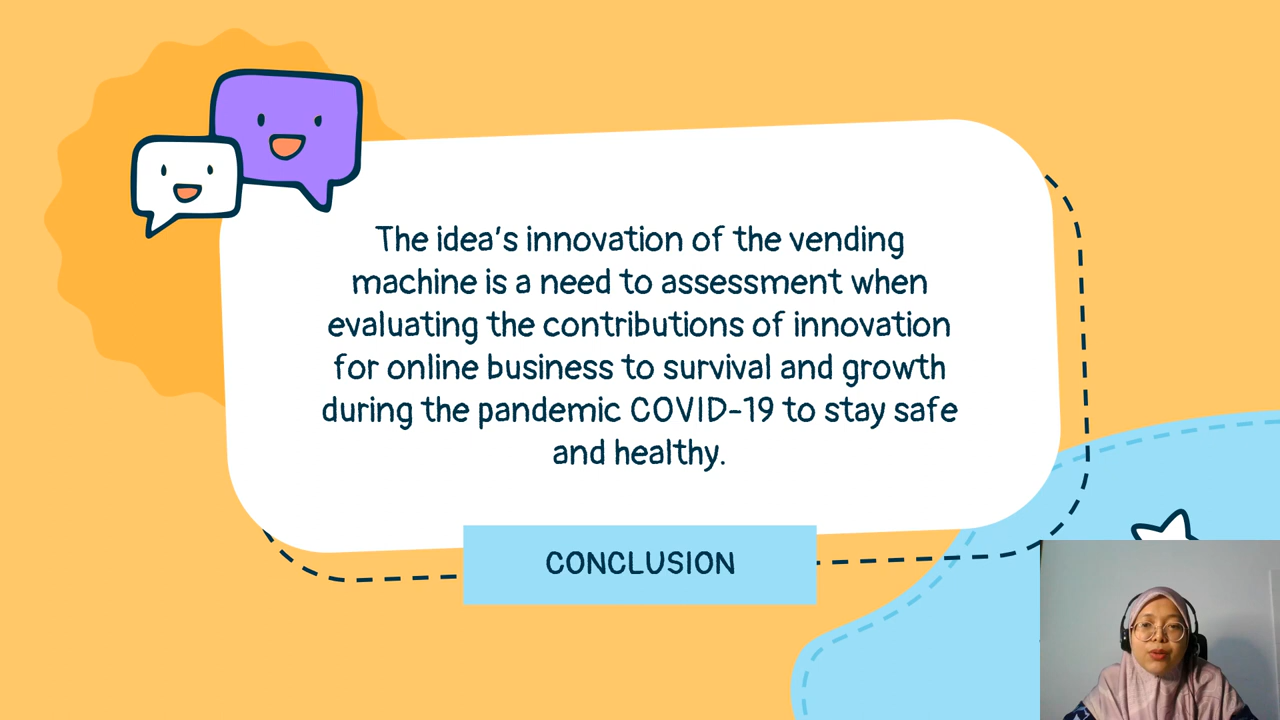 The idea's innovation of the vending
machine is a need to assessment when
evaluating the contributions of innovation
for online business to survival and growth
during the pandemic COVID-19 to stay safe
and healthy.
CONCLUSION